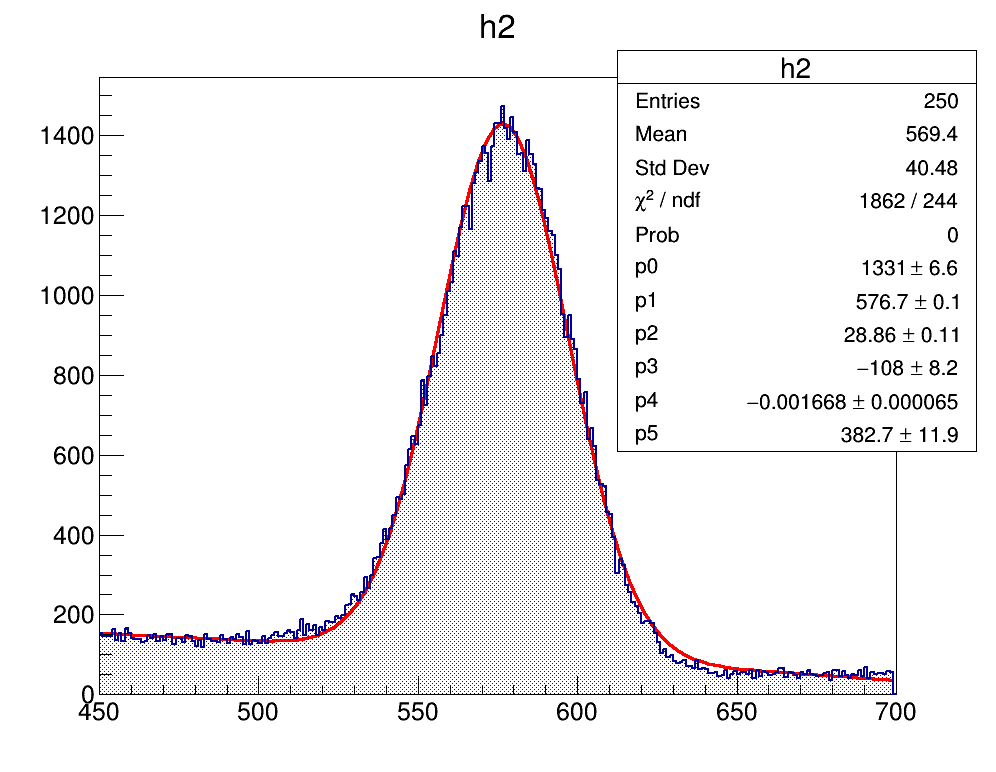 h2
h2
Entries 250
Mean 569.4
Std Dev 40.48
χ² / ndf 1862 / 244
Prob 0
p0 1331 ± 6.6
p1 576.7 ± 0.1
p2 28.86 ± 0.11
p3 −108 ± 8.2
p4 −0.001668 ± 0.000065
p5 382.7 ± 11.9
1400
1200
1000
800
600
400
200
0
450 500 550 600 650 700